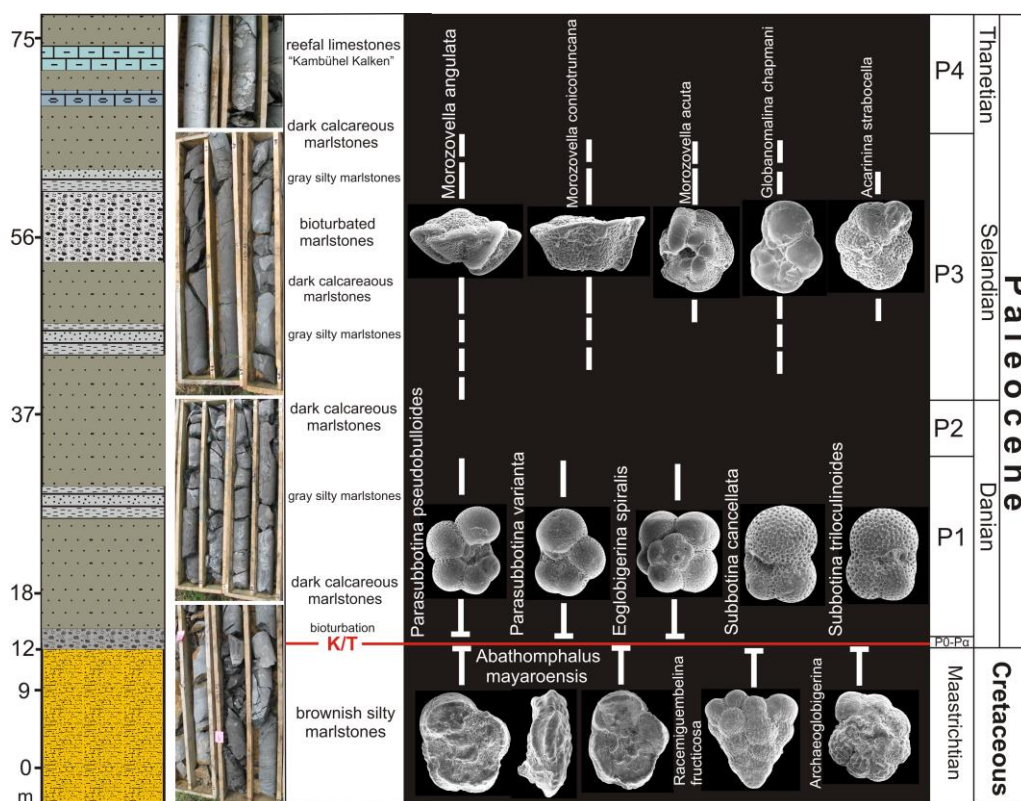 75
56
37
18
12
9
0
m
reefal limestones
"Kambühel Kalken"
dark calcareous
marlstones
gray silty marlstones
bioturbated
marlstones
dark calcareous
marlstones
gray silty marlstones
dark calcareous
marlstones
gray silty marlstones
dark calcareous
marlstones
bioturbation
K/T
brownish silty
marlstones
Morozovella angulata
Morozovella conicotruncana
Morozovella acuta
Globanomalina chapmani
Acarinina strabocella
Parasubbotina pseudobulloides
Parasubbotina varianta
Eoglobigerina spiralis
Subbotina cancellata
Subbotina triloculinoides
Abathomphalus
mayaroensis
Racemiguembelina
fructicosa
Archaeoglobigerina
P4
P3
P2
P1
P0-Pα
Thanetian
Selandian
Danian
Maastrichtian
Paleocene
Cretaceous